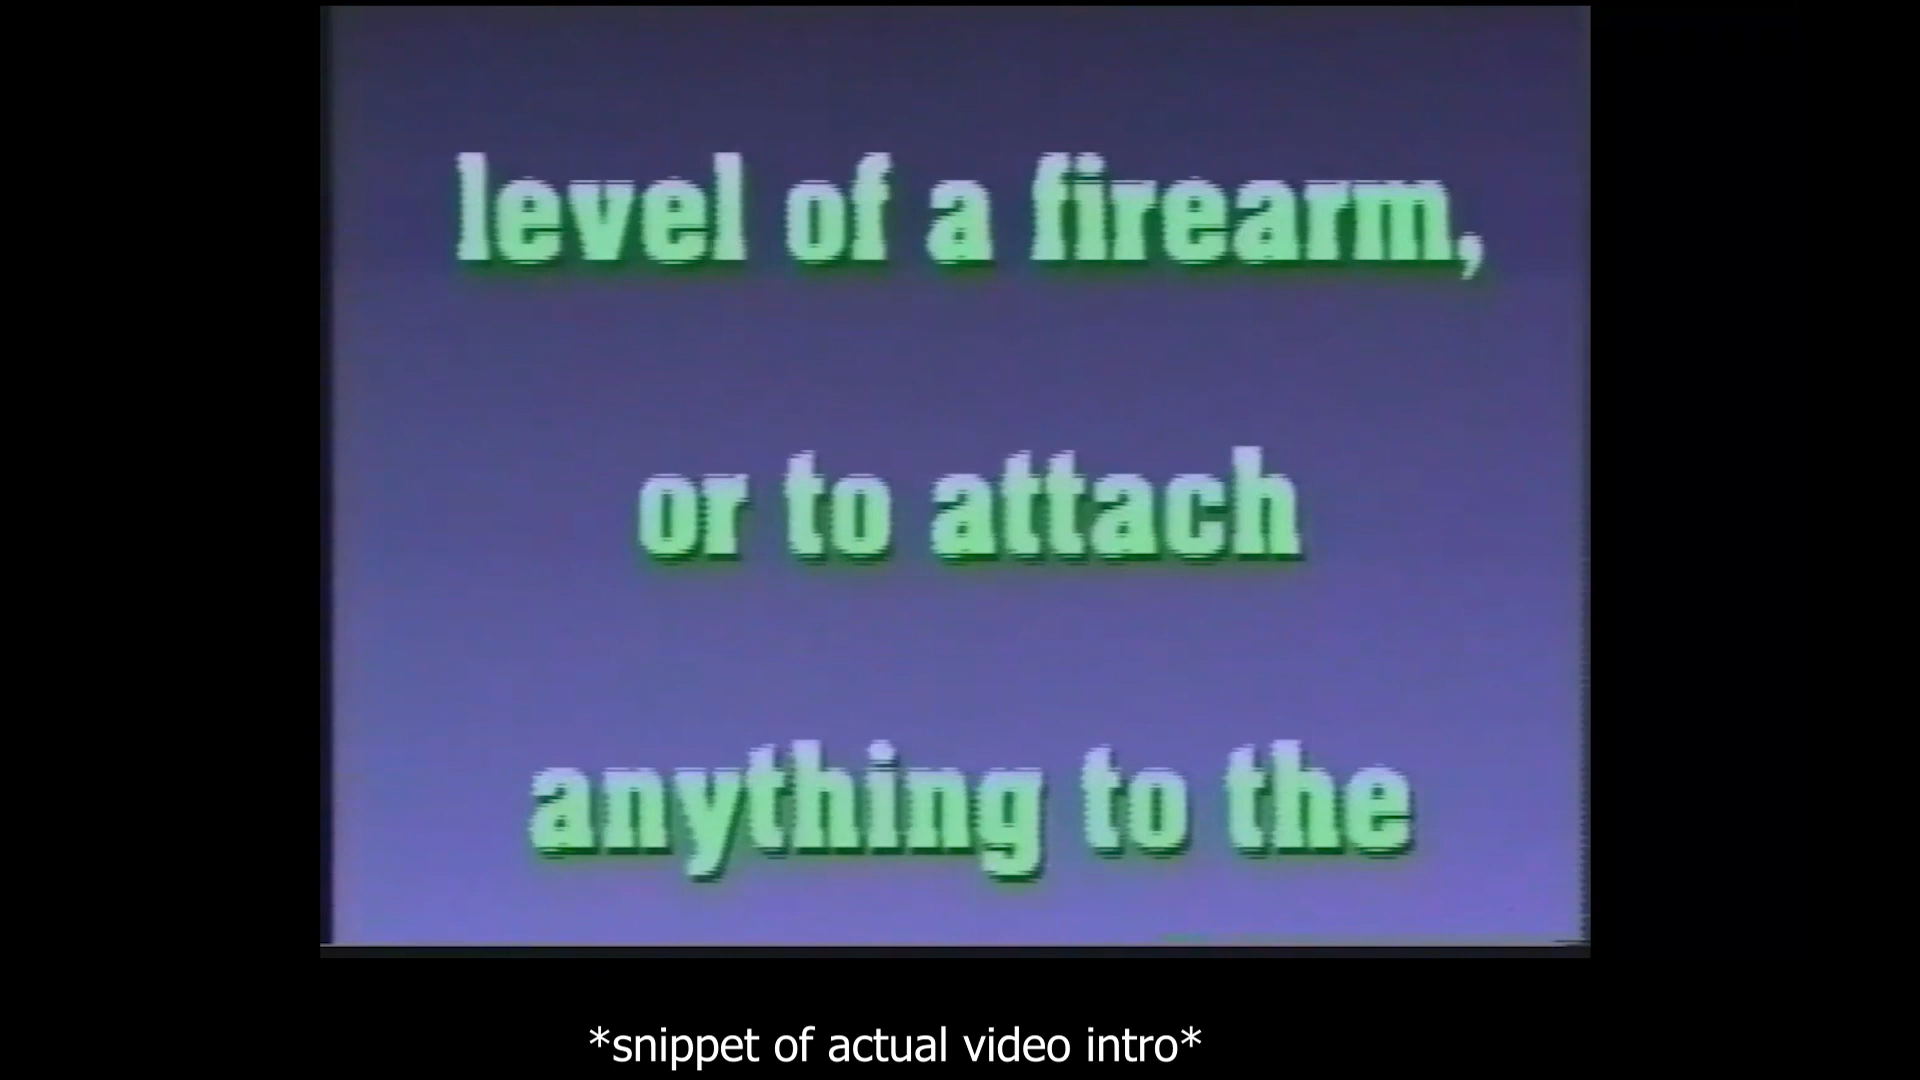 level of a firearm,
or to attach
anything to the
*snippet of actual video intro*